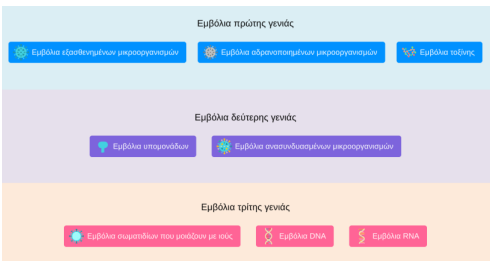 Εμβόλια πρώτης γενιάς
Εμβόλια εξασθενημένων μικροοργανισμών
Εμβόλια αδρανοποιημένων μικροοργανισμών
Εμβόλια τοξίνης
Εμβόλια δεύτερης γενιάς
Εμβόλια υπομονάδων
Εμβόλια ανασυνδυασμένων μικροοργανισμών
Εμβόλια τρίτης γενιάς
Εμβόλια σωματιδίων που μοιάζουν με ιούς
Εμβόλια DNA
Εμβόλια RNA